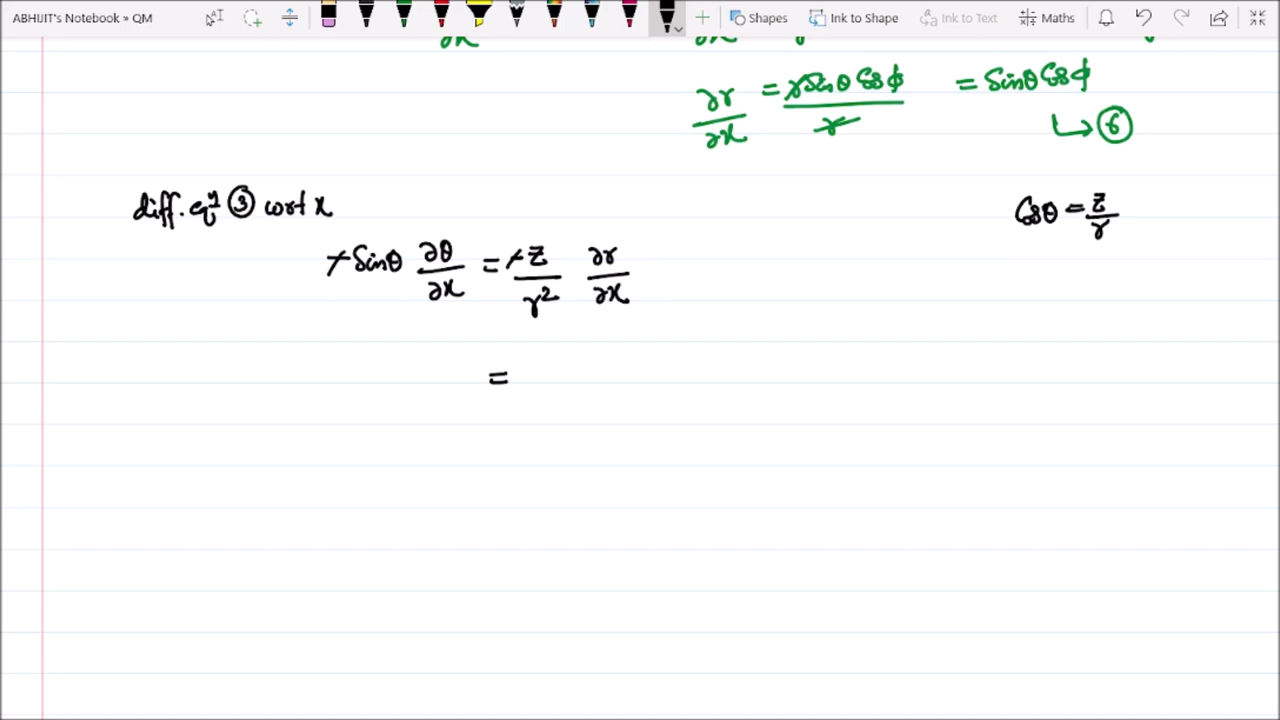 ABHIJIT's Notebook » QM
Shapes
Ink to Shape
Ink to Text
Maths
∂r/∂x = r Sinθ Cosϕ / r = Sinθ Cosϕ
↳ ⑥
diff. eqⁿ ③ wrt x
Cosθ = z/r
-Sinθ ∂θ/∂x = -z/r² ∂r/∂x
=